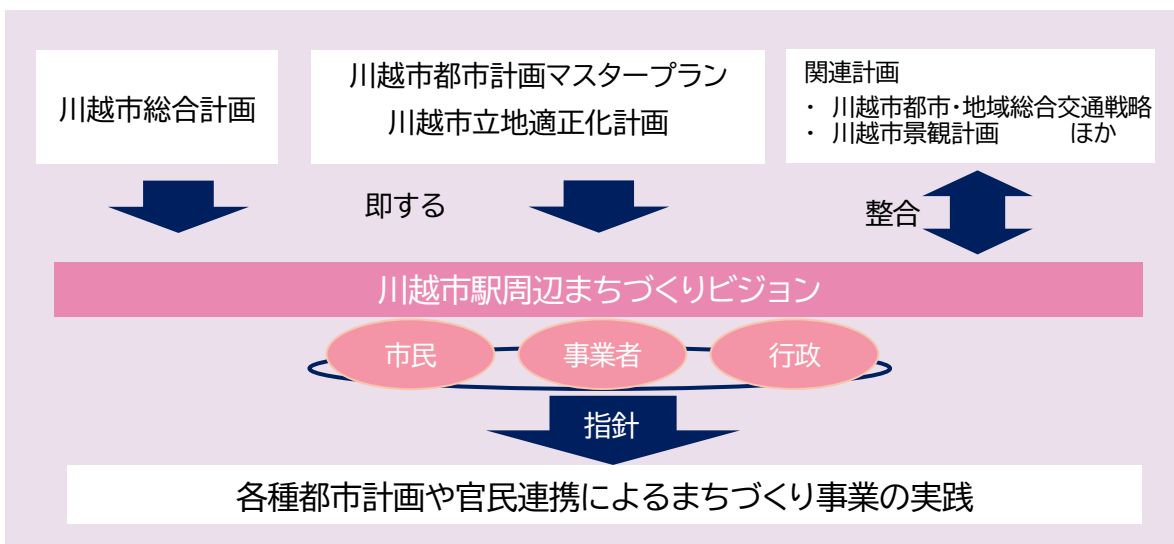 川越市総合計画
川越市都市計画マスタープラン
川越市立地適正化計画
関連計画
・ 川越市都市・地域総合交通戦略
・ 川越市景観計画　　　ほか
即する
整合
川越市駅周辺まちづくりビジョン
市民
事業者
行政
指針
各種都市計画や官民連携によるまちづくり事業の実践